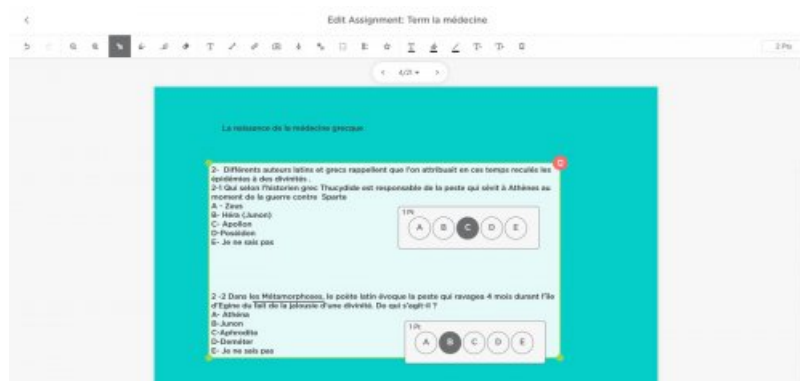 Edit Assignment: Term la médecine
2 Pts
4/21
La naissance de la médecine grecque
2- Différents auteurs latins et grecs rappellent que l'on attribuait en ces temps reculés les
épidémies à des divinités .
2-1 Qui selon l'historien grec Thucydide est responsable de la peste qui sévit à Athènes au
moment de la guerre contre Sparte
A - Zeus
B- Héra (Junon)
C- Apollon
D-Poséidon
E- Je ne sais pas
1 Pt
A B C D E
2 -2 Dans les Métamorphoses, le poète latin évoque la peste qui ravagea 4 mois durant l'île
d'Egine du fait de la jalousie d'une divinité. De qui s'agit-il ?
A- Athéna
B-Junon
C-Aphrodite
D-Deméter
E- Je ne sais pas
1 Pt
A B C D E